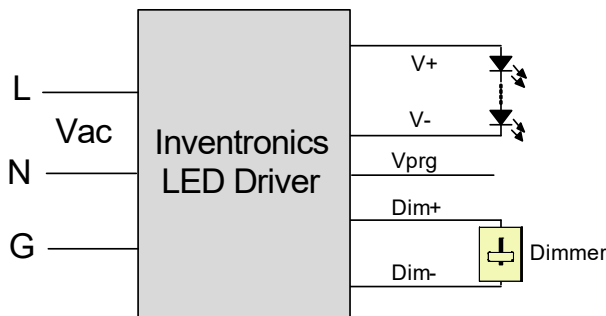 L
Vac
N
G
Inventronics
LED Driver
V+
V-
Vprg
Dim+
Dim-
Dimmer